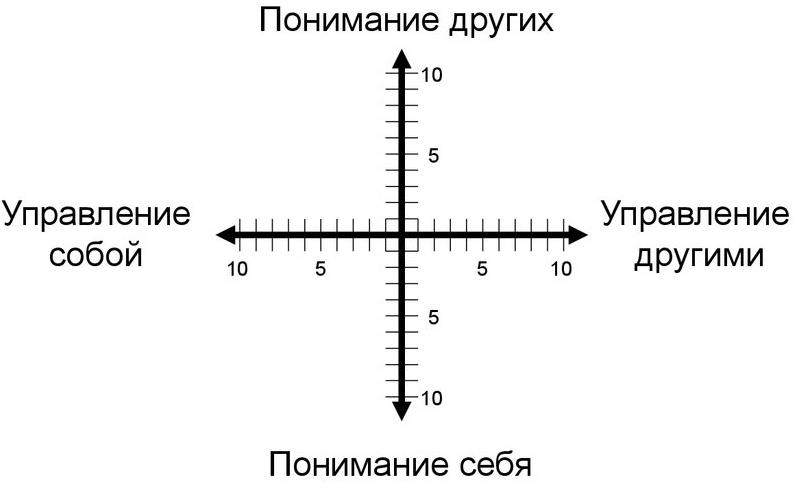 Понимание других
10
5
Управление
собой
Управление
другими
10 5 5 10
5
10
Понимание себя